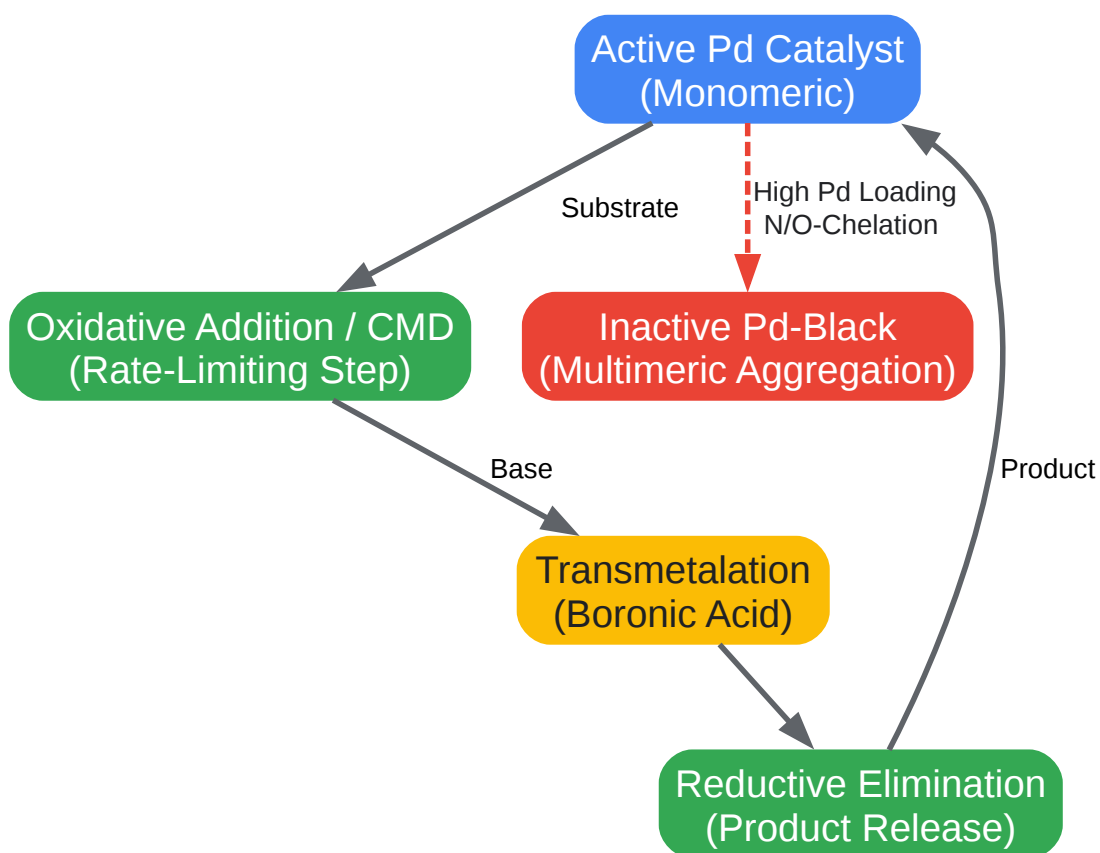 Active Pd Catalyst
(Monomeric)
Substrate
High Pd Loading
N/O-Chelation
Oxidative Addition / CMD
(Rate-Limiting Step)
Inactive Pd-Black
(Multimeric Aggregation)
Base
Product
Transmetalation
(Boronic Acid)
Reductive Elimination
(Product Release)